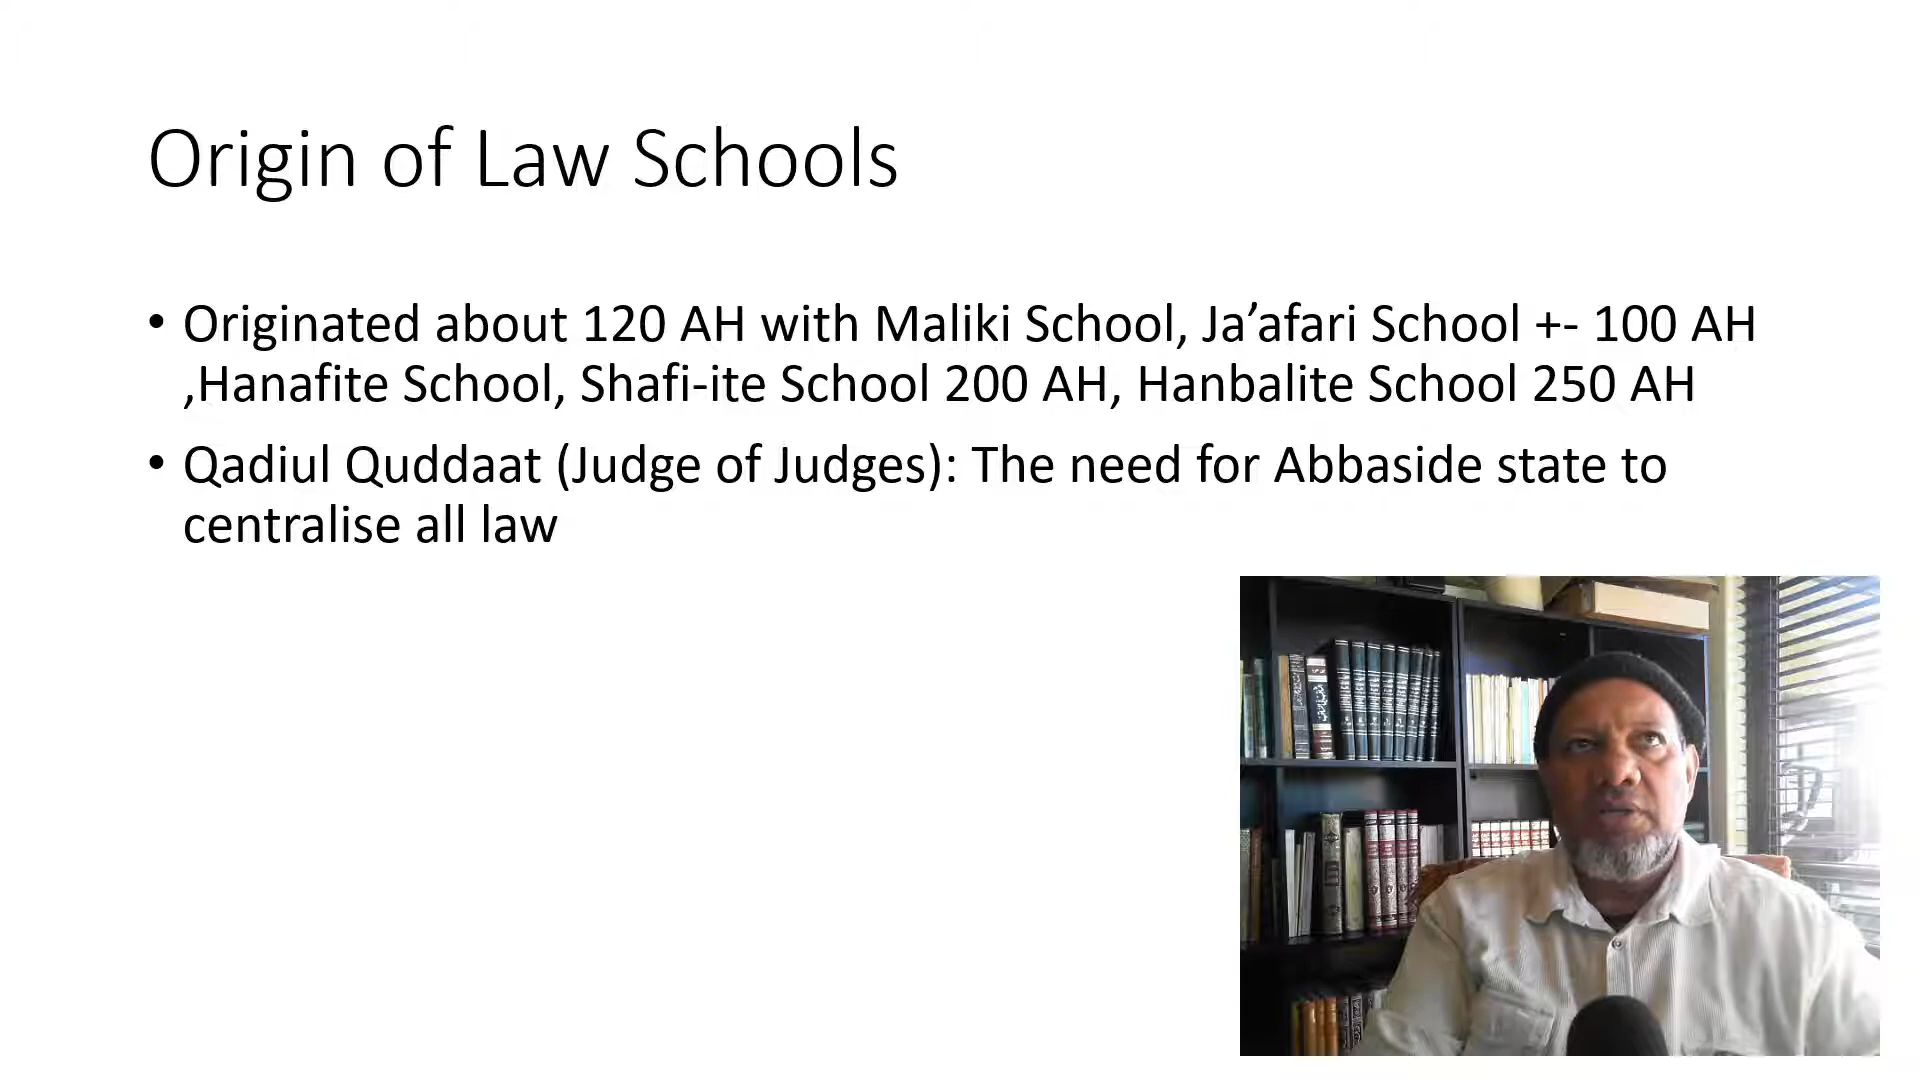 Origin of Law Schools
• Originated about 120 AH with Maliki School, Ja’afari School +- 100 AH
,Hanafite School, Shafi-ite School 200 AH, Hanbalite School 250 AH
• Qadiul Quddaat (Judge of Judges): The need for Abbaside state to
centralise all law